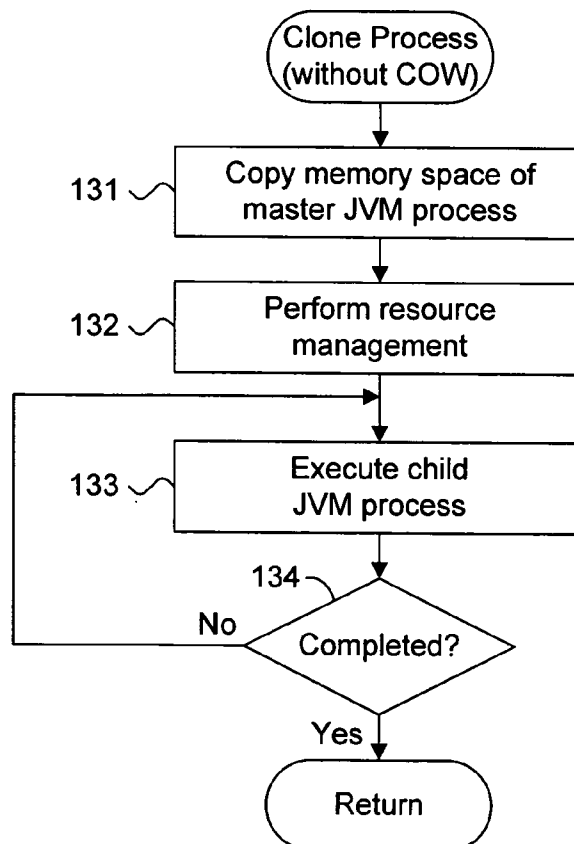 Clone Process
(without COW)
131
Copy memory space of
master JVM process
132
Perform resource
management
133
Execute child
JVM process
134
No
Completed?
Yes
Return